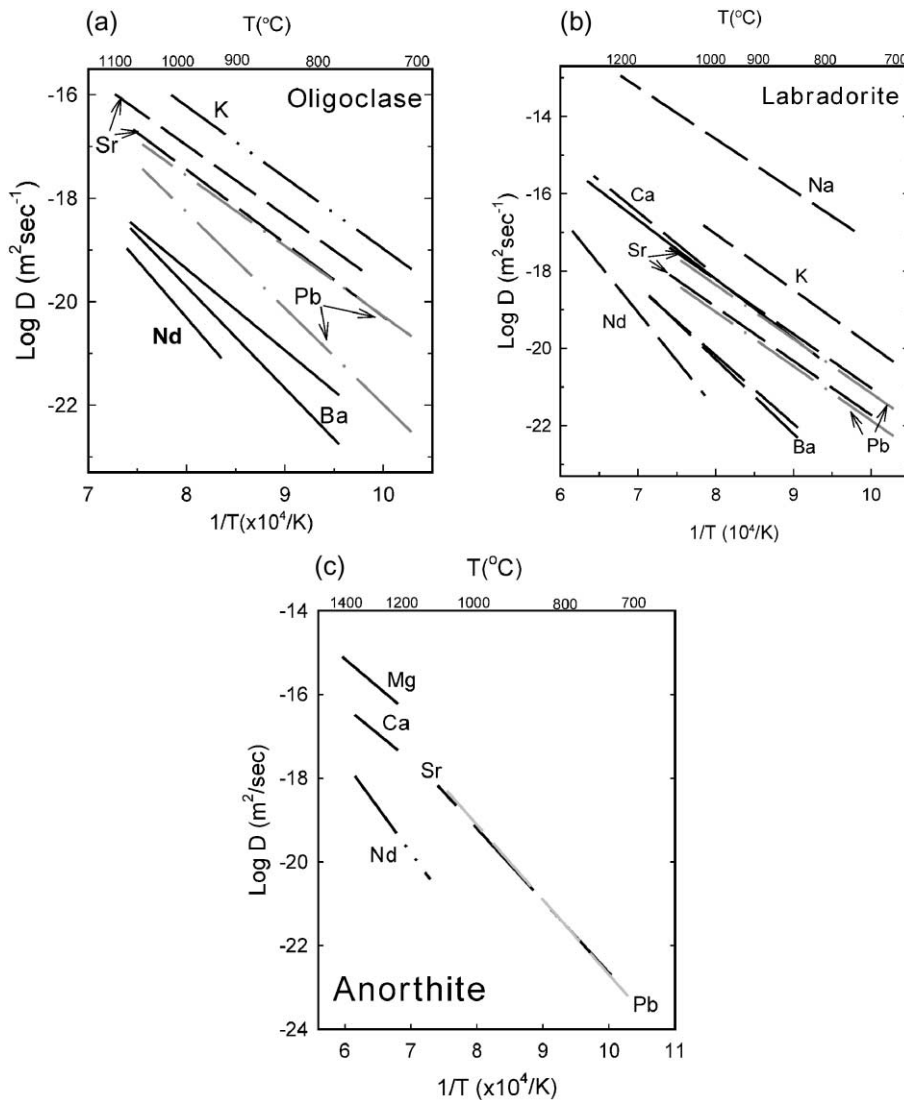 (a)
T(°C)
1100 1000 900 800 700
Oligoclase
K
Sr
Pb
Nd
Ba
-16
-18
-20
-22
Log D (m²sec⁻¹)
7 8 9 10
1/T(x10⁴/K)
(b)
T(°C)
1200 1000 900 800 700
Labradorite
Na
Ca
K
Sr
Nd
Ba
Pb
-14
-16
-18
-20
-22
Log D (m²sec⁻¹)
6 7 8 9 10
1/T (10⁴/K)
(c)
T(°C)
1400 1200 1000 800 700
Mg
Ca
Sr
Nd
Pb
Anorthite
-14
-16
-18
-20
-22
-24
Log D (m²/sec)
6 7 8 9 10 11
1/T (x10⁴/K)